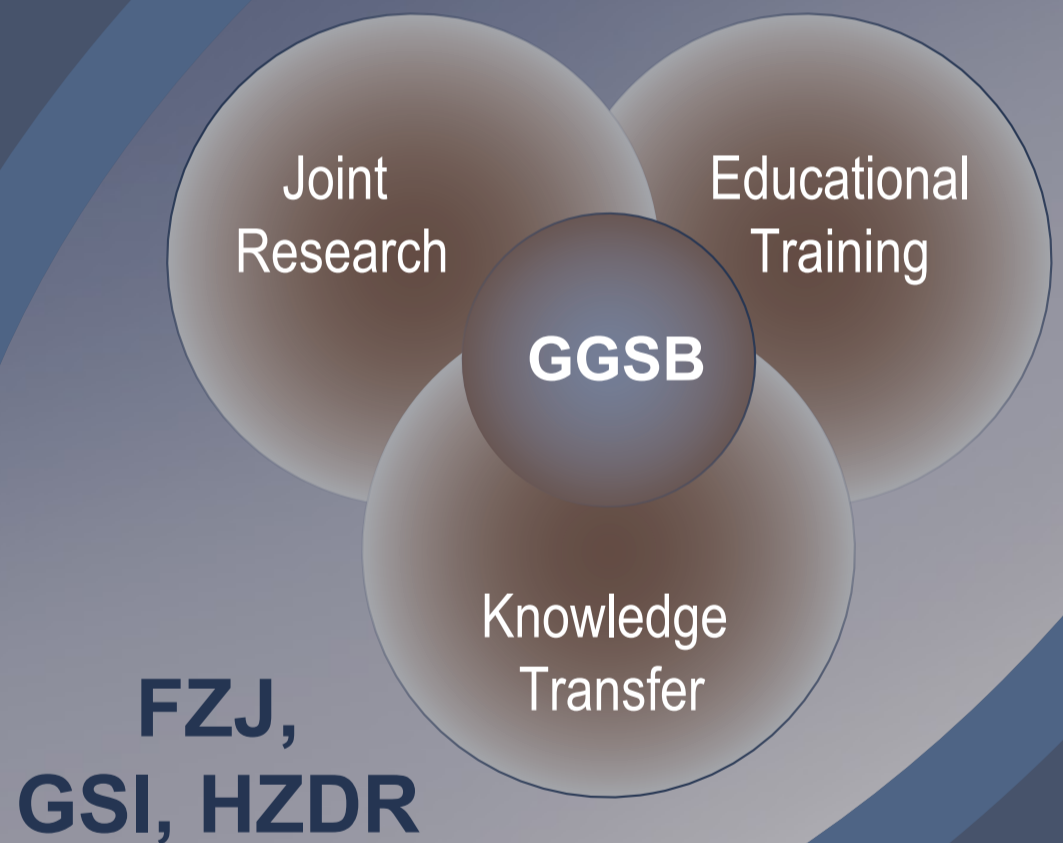 Joint
Research
Educational
Training
GGSB
Knowledge
Transfer
FZJ,
GSI, HZDR